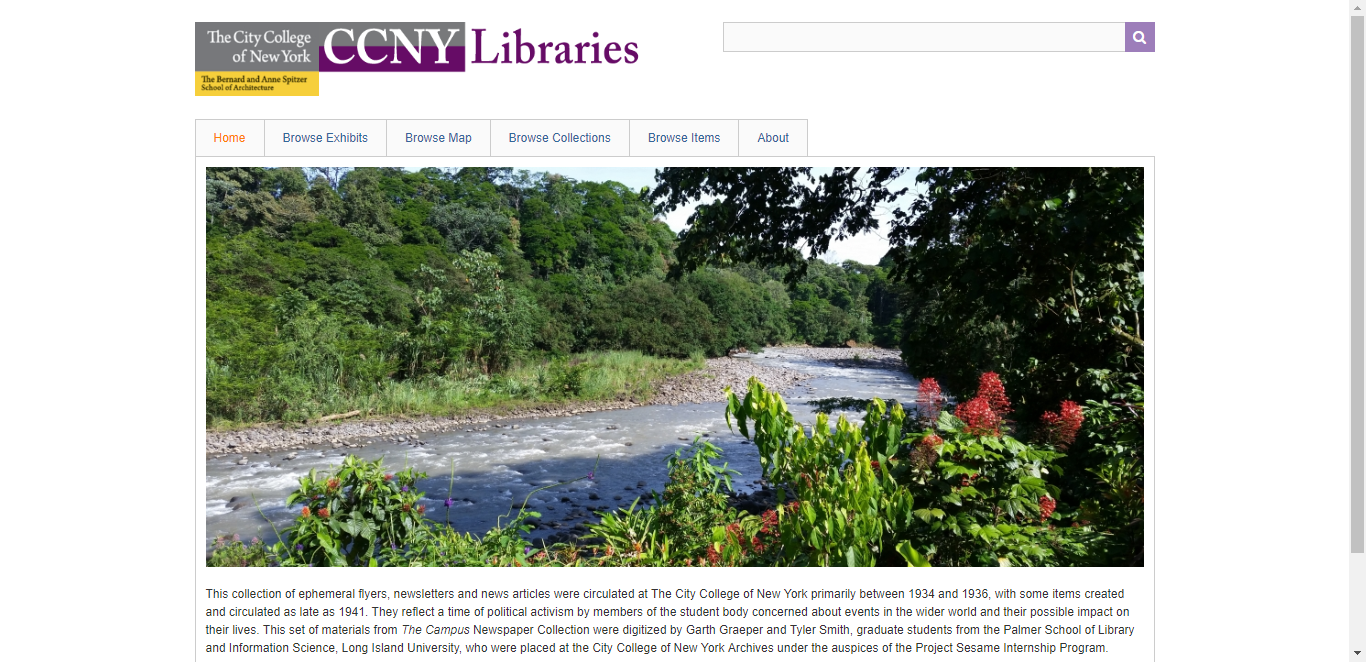 The City College
of New York
CCNY Libraries
The Bernard and Anne Spitzer
School of Architecture
Home
Browse Exhibits
Browse Map
Browse Collections
Browse Items
About
This collection of ephemeral flyers, newsletters and news articles were circulated at The City College of New York primarily between 1934 and 1936, with some items created
and circulated as late as 1941. They reflect a time of political activism by members of the student body concerned about events in the wider world and their possible impact on
their lives. This set of materials from The Campus Newspaper Collection were digitized by Garth Graeper and Tyler Smith, graduate students from the Palmer School of Library
and Information Science, Long Island University, who were placed at the City College of New York Archives under the auspices of the Project Sesame Internship Program.